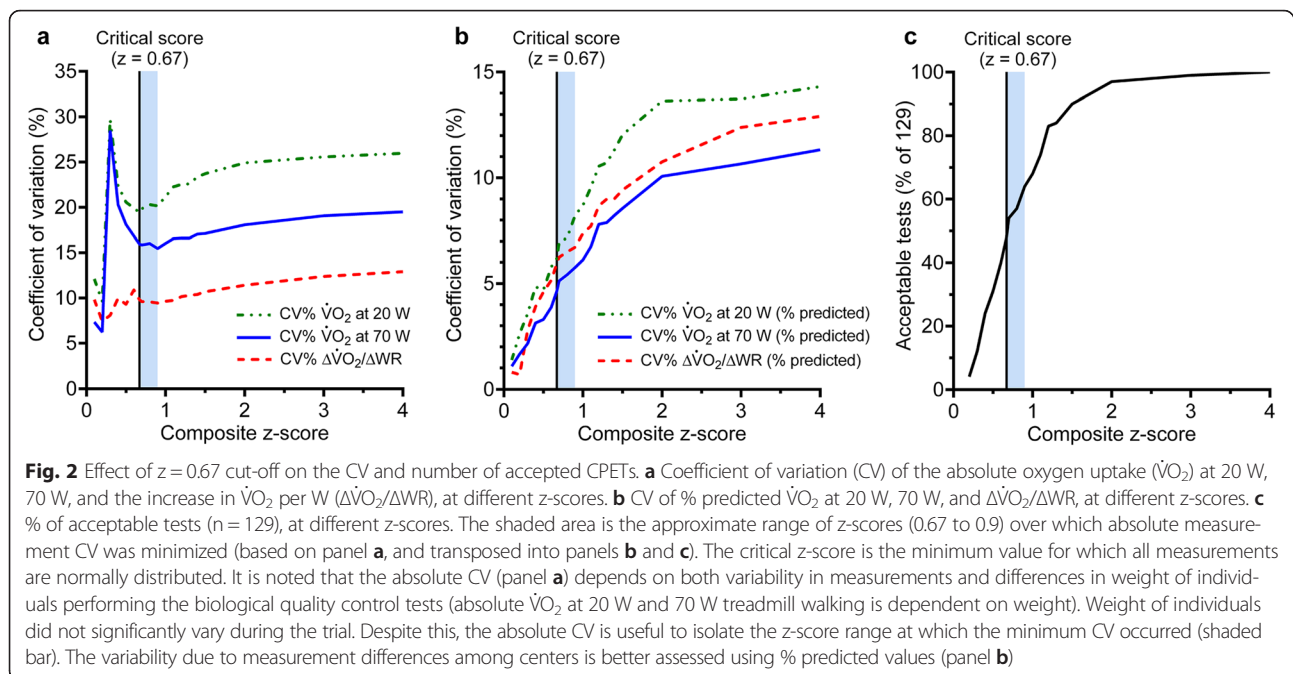 a
Critical score
(z = 0.67)
35
30
25
20
15
10
5
0
Coefficient of variation (%)
CV% V̇O₂ at 20 W
CV% V̇O₂ at 70 W
CV% ΔV̇O₂/ΔWR
0 1 2 3 4
Composite z-score
b
Critical score
(z = 0.67)
15
10
5
0
Coefficient of variation (%)
CV% V̇O₂ at 20 W (% predicted)
CV% V̇O₂ at 70 W (% predicted)
CV% ΔV̇O₂/ΔWR (% predicted)
0 1 2 3 4
Composite z-score
c
Critical score
(z = 0.67)
100
80
60
40
20
0
Acceptable tests (% of 129)
0 1 2 3 4
Composite z-score
Fig. 2 Effect of z = 0.67 cut-off on the CV and number of accepted CPETs. a Coefficient of variation (CV) of the absolute oxygen uptake (V̇O₂) at 20 W,
70 W, and the increase in V̇O₂ per W (ΔV̇O₂/ΔWR), at different z-scores. b CV of % predicted V̇O₂ at 20 W, 70 W, and ΔV̇O₂/ΔWR, at different z-scores. c
% of acceptable tests (n = 129), at different z-scores. The shaded area is the approximate range of z-scores (0.67 to 0.9) over which absolute measure-
ment CV was minimized (based on panel a, and transposed into panels b and c). The critical z-score is the minimum value for which all measurements
are normally distributed. It is noted that the absolute CV (panel a) depends on both variability in measurements and differences in weight of individ-
uals performing the biological quality control tests (absolute V̇O₂ at 20 W and 70 W treadmill walking is dependent on weight). Weight of individuals
did not significantly vary during the trial. Despite this, the absolute CV is useful to isolate the z-score range at which the minimum CV occurred (shaded
bar). The variability due to measurement differences among centers is better assessed using % predicted values (panel b)